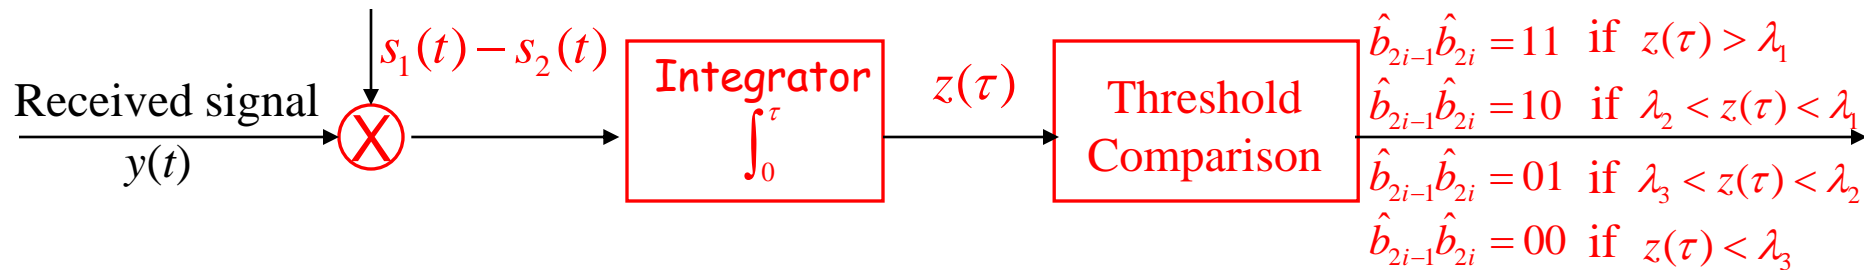 s₁(t) − s₂(t)
Received signal
y(t)
X
Integrator
∫₀^τ
z(τ)
Threshold
Comparison
b̂₂ᵢ₋₁b̂₂ᵢ = 11 if z(τ) > λ₁
b̂₂ᵢ₋₁b̂₂ᵢ = 10 if λ₂ < z(τ) < λ₁
b̂₂ᵢ₋₁b̂₂ᵢ = 01 if λ₃ < z(τ) < λ₂
b̂₂ᵢ₋₁b̂₂ᵢ = 00 if z(τ) < λ₃